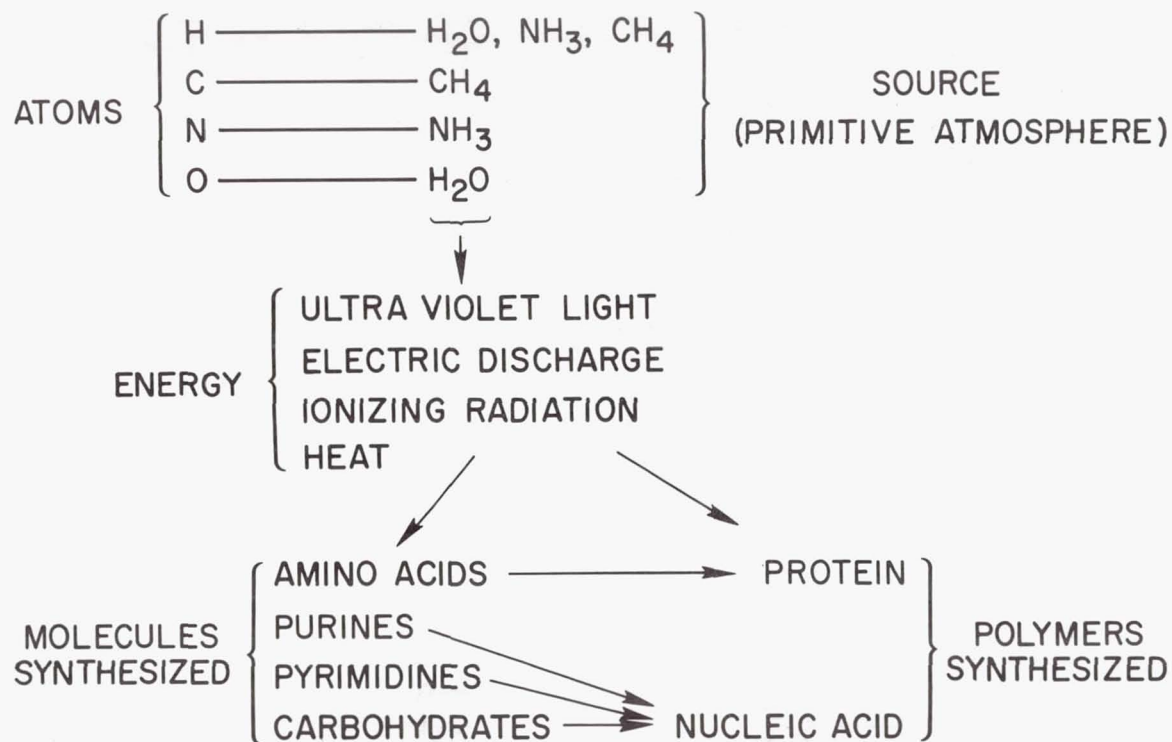 H H₂O, NH₃, CH₄
C CH₄
N NH₃
O H₂O
ATOMS
SOURCE
(PRIMITIVE ATMOSPHERE)
ENERGY
ULTRA VIOLET LIGHT
ELECTRIC DISCHARGE
IONIZING RADIATION
HEAT
MOLECULES
SYNTHESIZED
AMINO ACIDS
PURINES
PYRIMIDINES
CARBOHYDRATES
PROTEIN
NUCLEIC ACID
POLYMERS
SYNTHESIZED